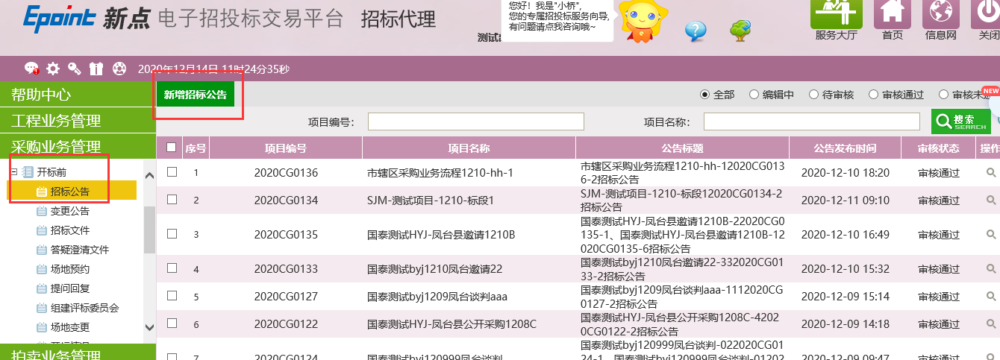 Epoint 新点 电子招投标交易平台 招标代理
您好！我是"小桥",
您的专属招投标服务向导,
有问题请点我咨询哦~
服务大厅 首页 信息网 关闭
2020年12月14日 11时24分35秒
帮助中心
工程业务管理
采购业务管理
开标前
招标公告
变更公告
招标文件
答疑澄清文件
场地预约
提问回复
组建评标委员会
场地变更
拍卖业务管理
新增招标公告
全部 编辑中 待审核 审核通过 审核未
NEW
项目编号： 项目名称： 搜索
SEARCH
序号 项目编号 项目名称 公告标题 公告发布时间 审核状态 操作
1 2020CG0136 市辖区采购业务流程1210-hh-1 市辖区采购业务流程1210-hh-12020CG013
6-2招标公告 2020-12-10 18:20 审核通过
2 2020CG0134 SJM-测试项目-1210-标段1 SJM-测试项目-1210-标段12020CG0134-2
招标公告 2020-12-11 09:10 审核通过
3 2020CG0135 国泰测试HYJ-凤台县邀请1210B 国泰测试HYJ-凤台县邀请1210B-22020CG0
135-1、国泰测试HYJ-凤台县邀请1210B-12
020CG0135-6招标公告 2020-12-10 16:49 审核通过
4 2020CG0133 国泰测试byj1210凤台邀请22 国泰测试byj1210凤台邀请22-332020CG01
33-2招标公告 2020-12-10 15:32 审核通过
5 2020CG0127 国泰测试byj1209凤台谈判aaa 国泰测试byj1209凤台谈判aaa-1112020CG
0127-2招标公告 2020-12-09 15:14 审核通过
6 2020CG0122 国泰测试HYJ-凤台县公开采购1208C 国泰测试HYJ-凤台县公开采购1208C-42020
20CG0122-2招标公告 2020-12-09 14:18 审核通过
7 2020CG0124 国泰测试byj120999凤台谈判 国泰测试byj120999凤台谈判-022020CG01
24-1、国泰测试byj120999凤台谈判-01202 2020-12-09 09:47 审核通过